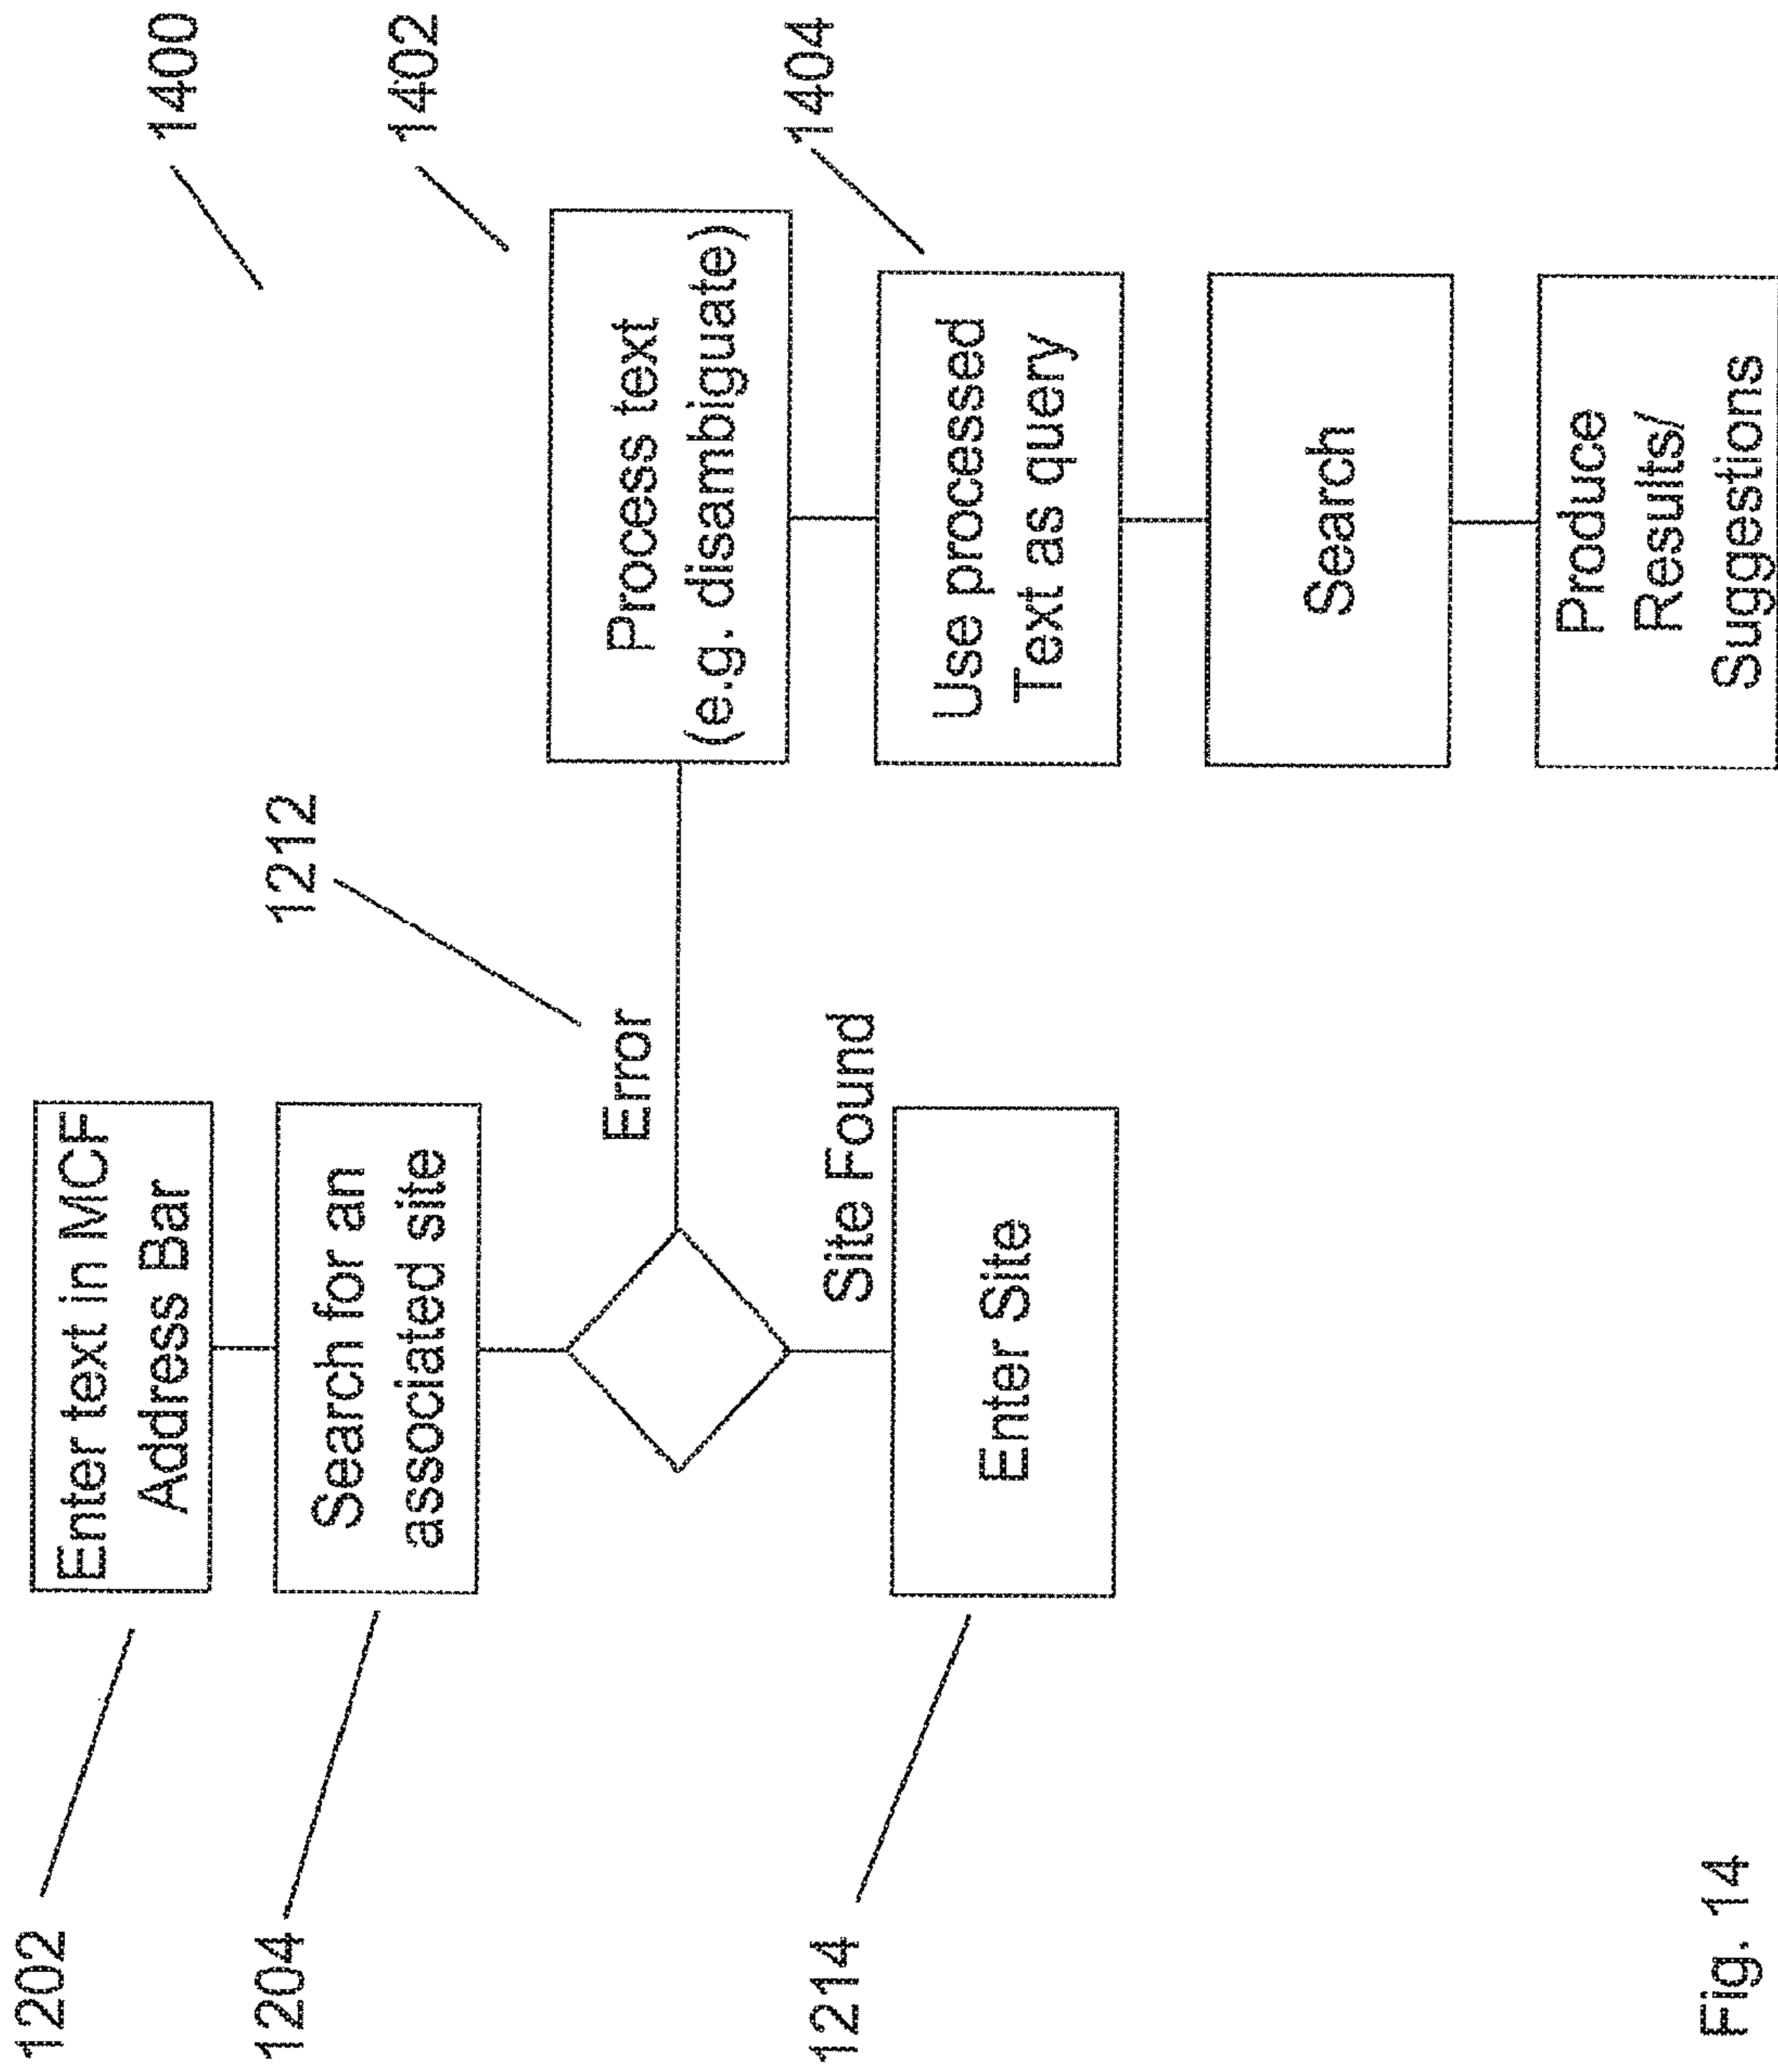 1400
1202
Enter text in MCF
Address Bar
1212
1402
1204
Search for an
associated site
Error
Process text
(e.g. disambiguate)
1404
Use processed
Text as query
Site Found
1214
Enter Site
Search
Produce
Results/
Suggestions
Fig. 14